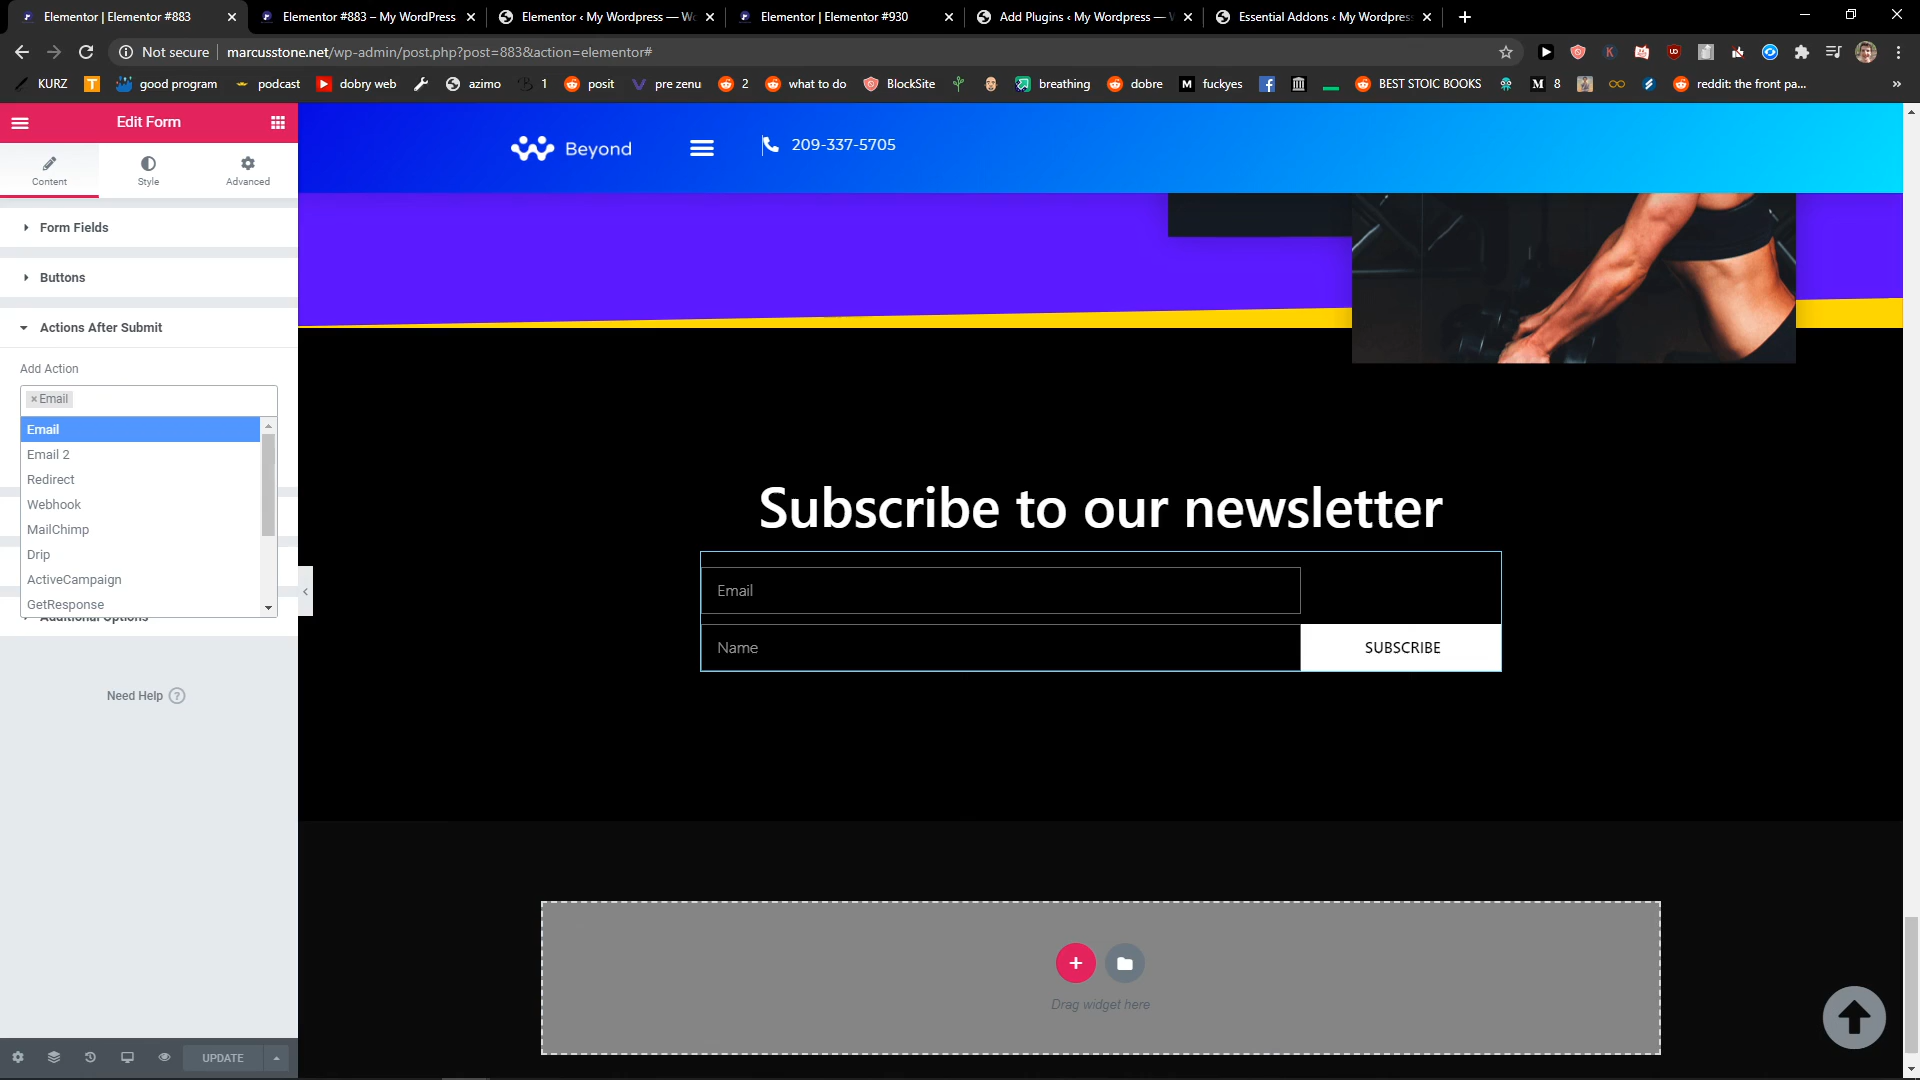 Elementor | Elementor #883
Elementor #883 – My WordPress
Elementor ‹ My Wordpress — Wo
Elementor | Elementor #930
Add Plugins ‹ My Wordpress —
Essential Addons ‹ My Wordpress
Not secure
marcusstone.net/wp-admin/post.php?post=883&action=elementor#
KURZ
good program
podcast
dobry web
azimo
1
posit
pre zenu
2
what to do
BlockSite
breathing
dobre
fuckyes
BEST STOIC BOOKS
8
reddit: the front pa...
Edit Form
Content
Style
Advanced
Form Fields
Buttons
Actions After Submit
Add Action
× Email
Email
Email 2
Redirect
Webhook
MailChimp
Drip
ActiveCampaign
GetResponse
Additional Options
Need Help
UPDATE
Beyond
209-337-5705
Subscribe to our newsletter
Email
Name
SUBSCRIBE
Drag widget here